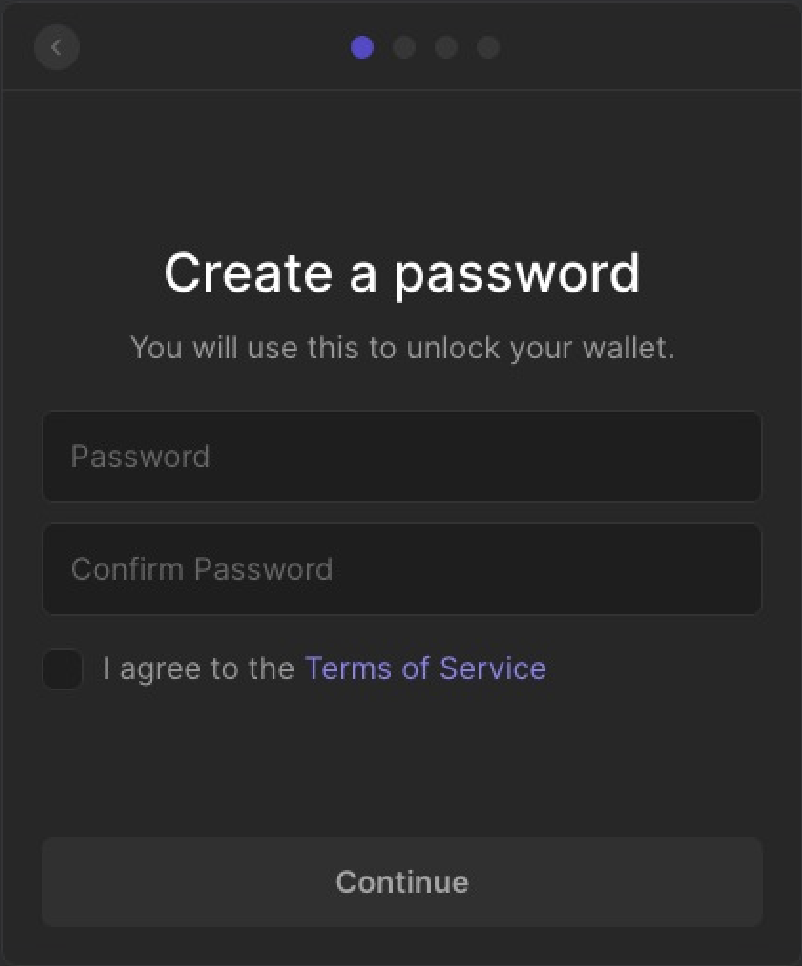 Create a password
You will use this to unlock your wallet.
Password
Confirm Password
I agree to the Terms of Service
Continue